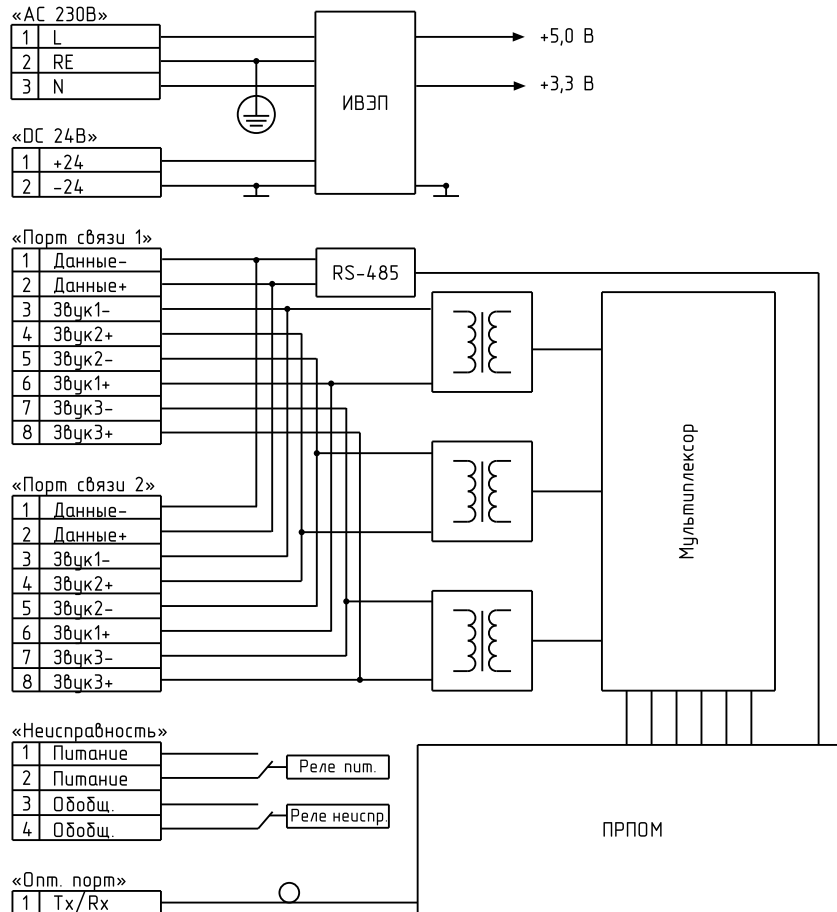 «AC 230В»
1 L
2 RE
3 N
ИВЭП
+5,0 В
+3,3 В
«DC 24В»
1 +24
2 -24
«Порт связи 1»
1 Данные-
2 Данные+
3 Звук1-
4 Звук2+
5 Звук2-
6 Звук1+
7 Звук3-
8 Звук3+
RS-485
Мультиплексор
«Порт связи 2»
1 Данные-
2 Данные+
3 Звук1-
4 Звук2+
5 Звук2-
6 Звук1+
7 Звук3-
8 Звук3+
«Неисправность»
1 Питание
2 Питание
3 Обобщ.
4 Обобщ.
Реле пит.
Реле неиспр.
ПРПОМ
«Опт. порт»
1 Tx/Rx